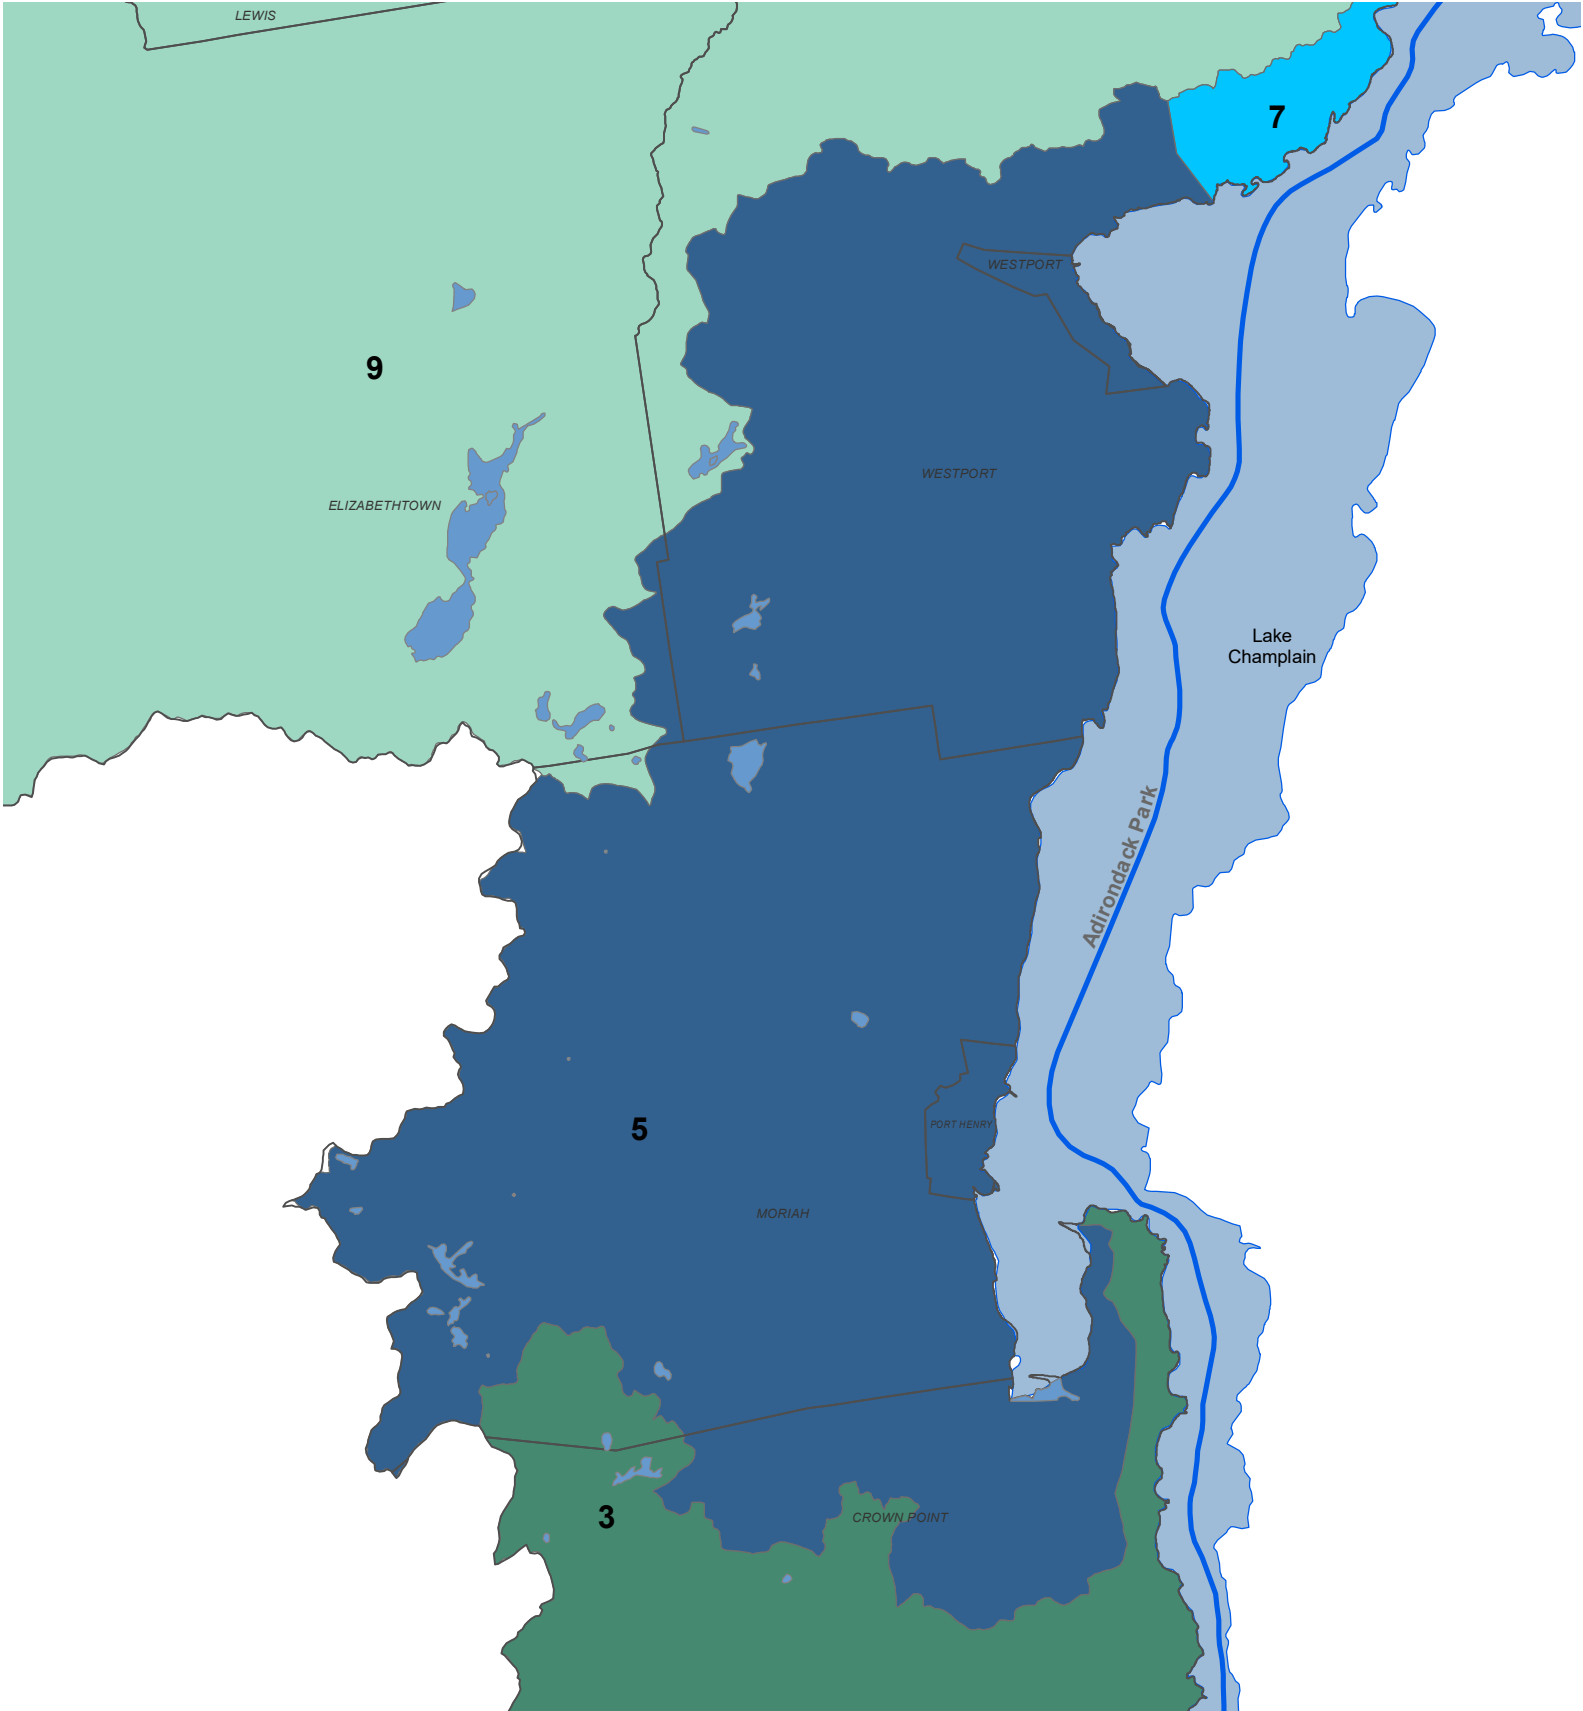 LEWIS
7
WESTPORT
9
WESTPORT
ELIZABETHTOWN
Lake
Champlain
Adirondack Park
PORT HENRY
5
MORIAH
3
CROWN POINT